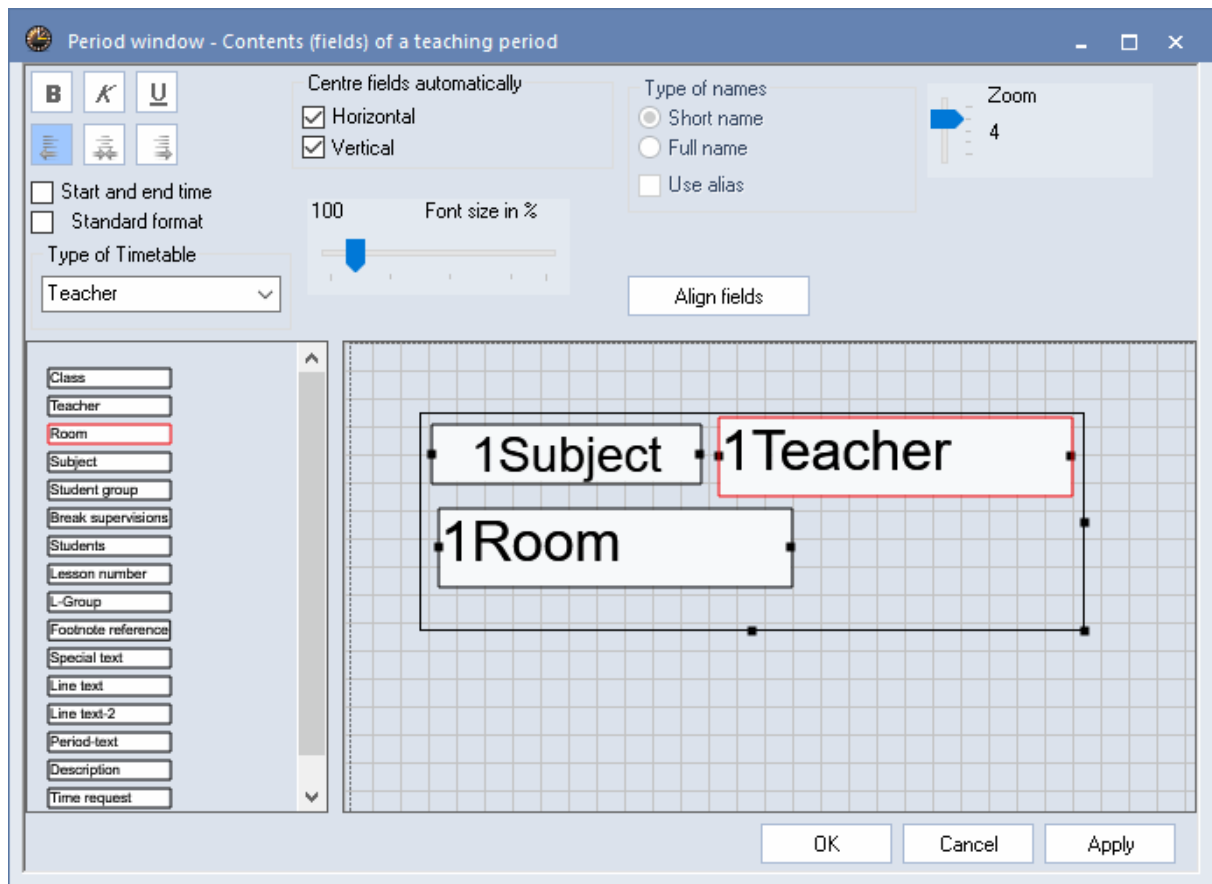 Period window - Contents (fields) of a teaching period
B K U
Centre fields automatically
Horizontal
Vertical
Type of names
Short name
Full name
Use alias
Zoom
4
Start and end time
Standard format
100 Font size in %
Type of Timetable
Teacher
Align fields
Class
Teacher
Room
Subject
Student group
Break supervisions
Students
Lesson number
L-Group
Footnote reference
Special text
Line text
Line text-2
Period-text
Description
Time request
1Subject 1Teacher
1Room
OK Cancel Apply